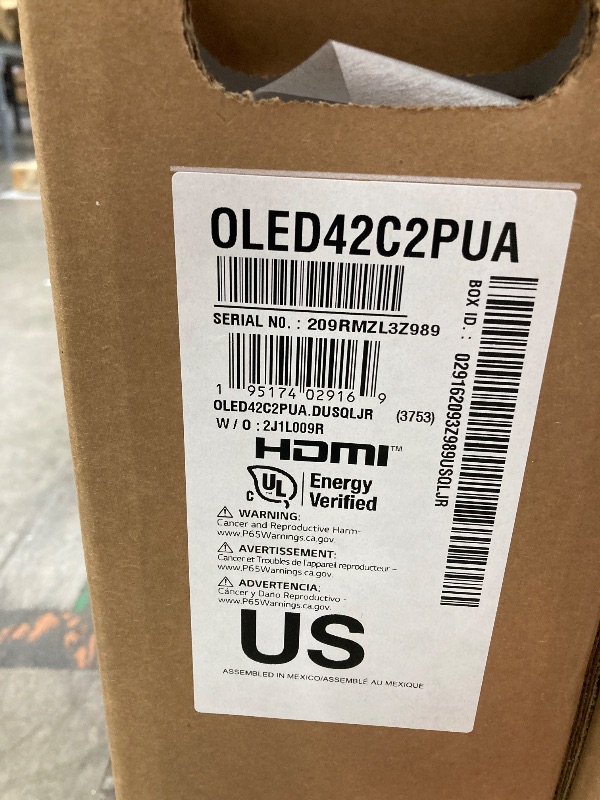 OLED42C2PUA
SERIAL NO. : 209RMZL3Z989
BOX ID. : 029162093Z989USQLJR
1 95174 02916 9
OLED42C2PUA.DUSQLJR (3753)
W / O : 2J1L009R
HDMI™
C UL Energy
Verified
⚠ WARNING:
Cancer and Reproductive Harm-
www.P65Warnings.ca.gov.
⚠ AVERTISSEMENT:
Cancer et Troubles de l'appareil reproducteur –
www.P65Warnings.ca.gov.
⚠ ADVERTENCIA:
Cáncer y Daño Reproductivo -
www.P65Warnings.ca.gov.
US
ASSEMBLED IN MEXICO/ASSEMBLÉ AU MEXIQUE